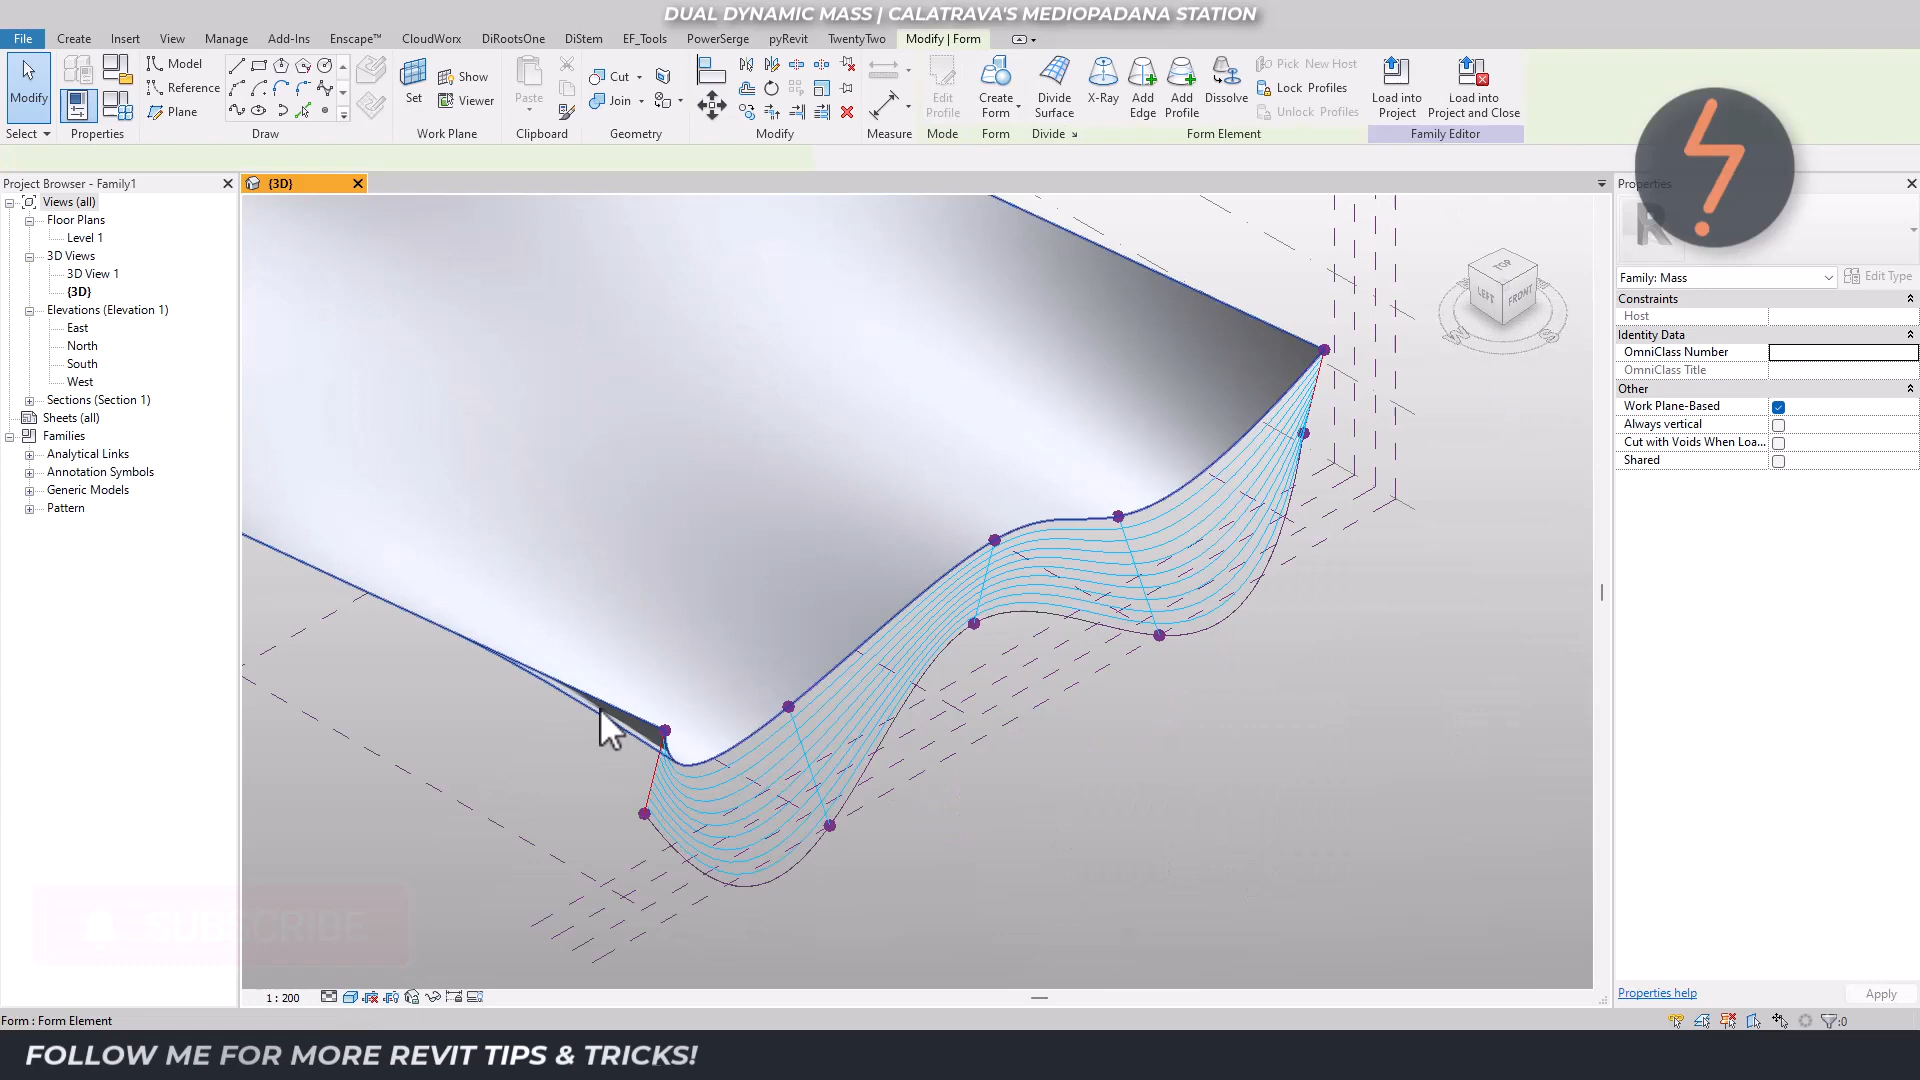 DUAL DYNAMIC MASS | CALATRAVA'S MEDIOPADANA STATION
File Create Insert View Manage Add-Ins Enscape™ CloudWorx DiRootsOne DiStem EF_Tools PowerSerge pyRevit TwentyTwo Modify | Form
Modify
Model
Reference
Plane
Set
Show
Viewer
Paste
Cut
Join
Edit Profile
Create Form
Divide Surface
X-Ray
Add Edge
Add Profile
Dissolve
Pick New Host
Lock Profiles
Unlock Profiles
Load into Project
Load into Project and Close
Select Properties Draw Work Plane Clipboard Geometry Modify Measure Mode Form Divide Form Element Family Editor
Project Browser - Family1
{3D}
Properties
Views (all)
Floor Plans
Level 1
3D Views
3D View 1
{3D}
Elevations (Elevation 1)
East
North
South
West
Sections (Section 1)
Sheets (all)
Families
Analytical Links
Annotation Symbols
Generic Models
Pattern
TOP
LEFT
FRONT
R
Family: Mass
Edit Type
Constraints
Host
Identity Data
OmniClass Number
OmniClass Title
Other
Work Plane-Based
Always vertical
Cut with Voids When Loa...
Shared
SUBSCRIBE
1 : 200
Properties help
Apply
Form : Form Element
:0
FOLLOW ME FOR MORE REVIT TIPS & TRICKS!